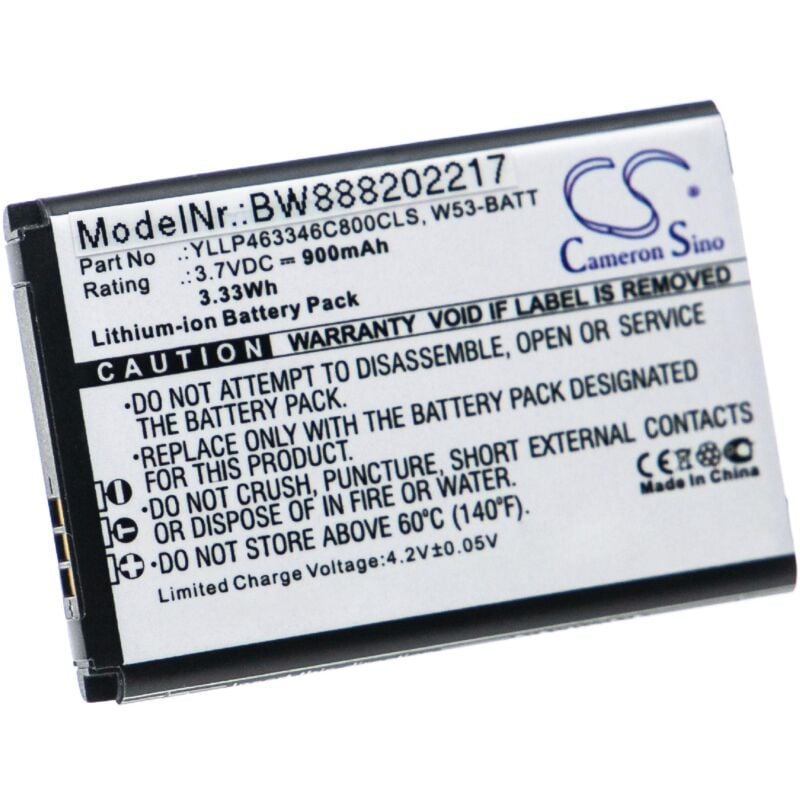 ModelNr.:BW888202217
Part No :YLLP463346C800CLS, W53-BATT
Rating :3.7VDC ⎓ 900mAh
3.33Wh
Lithium-ion Battery Pack
CS
Cameron Sino
CAUTION WARRANTY VOID IF LABEL IS REMOVED
•DO NOT ATTEMPT TO DISASSEMBLE, OPEN OR SERVICE
THE BATTERY PACK.
•REPLACE ONLY WITH THE BATTERY PACK DESIGNATED
FOR THIS PRODUCT.
•DO NOT CRUSH, PUNCTURE, SHORT EXTERNAL CONTACTS
OR DISPOSE OF IN FIRE OR WATER.
•DO NOT STORE ABOVE 60°C (140°F).
Limited Charge Voltage:4.2V±0.05V
CE
Made in China